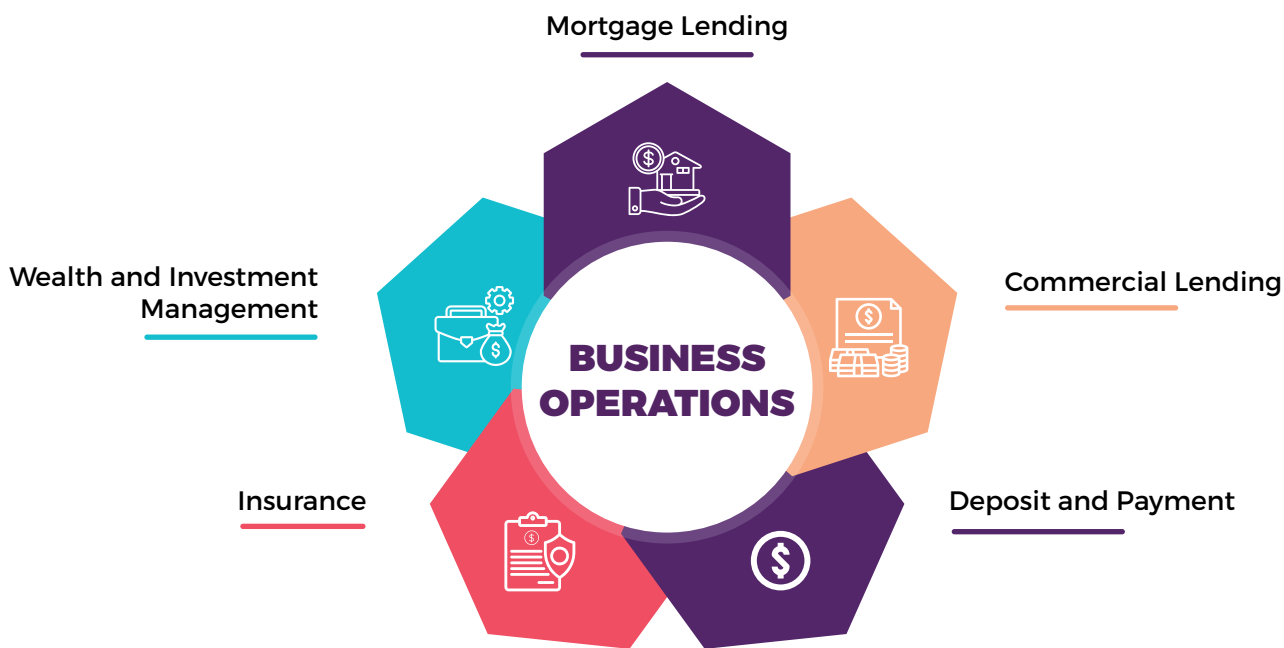 Mortgage Lending
Wealth and Investment
Management
Commercial Lending
BUSINESS
OPERATIONS
Insurance
Deposit and Payment
$
$
$
$
$